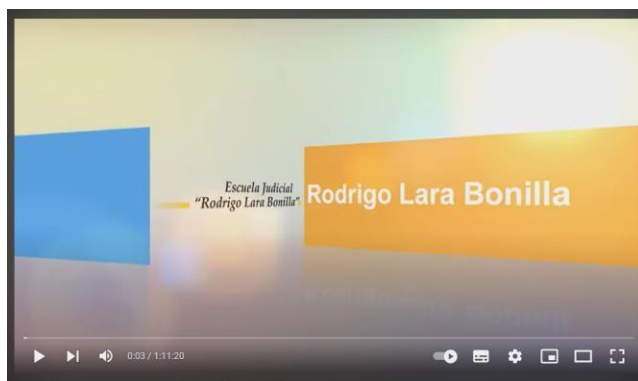 Escuela Judicial
“Rodrigo Lara Bonilla”
Rodrigo Lara Bonilla
0:03 / 1:11:20